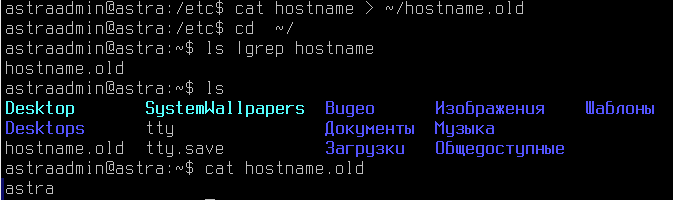 astraadmin@astra:/etc$ cat hostname > ~/hostname.old
astraadmin@astra:/etc$ cd  ~/
astraadmin@astra:~$ ls |grep hostname
hostname.old
astraadmin@astra:~$ ls
Desktop SystemWallpapers Видео Изображения Шаблоны
Desktops tty Документы Музыка
hostname.old tty.save Загрузки Общедоступные
astraadmin@astra:~$ cat hostname.old
astra